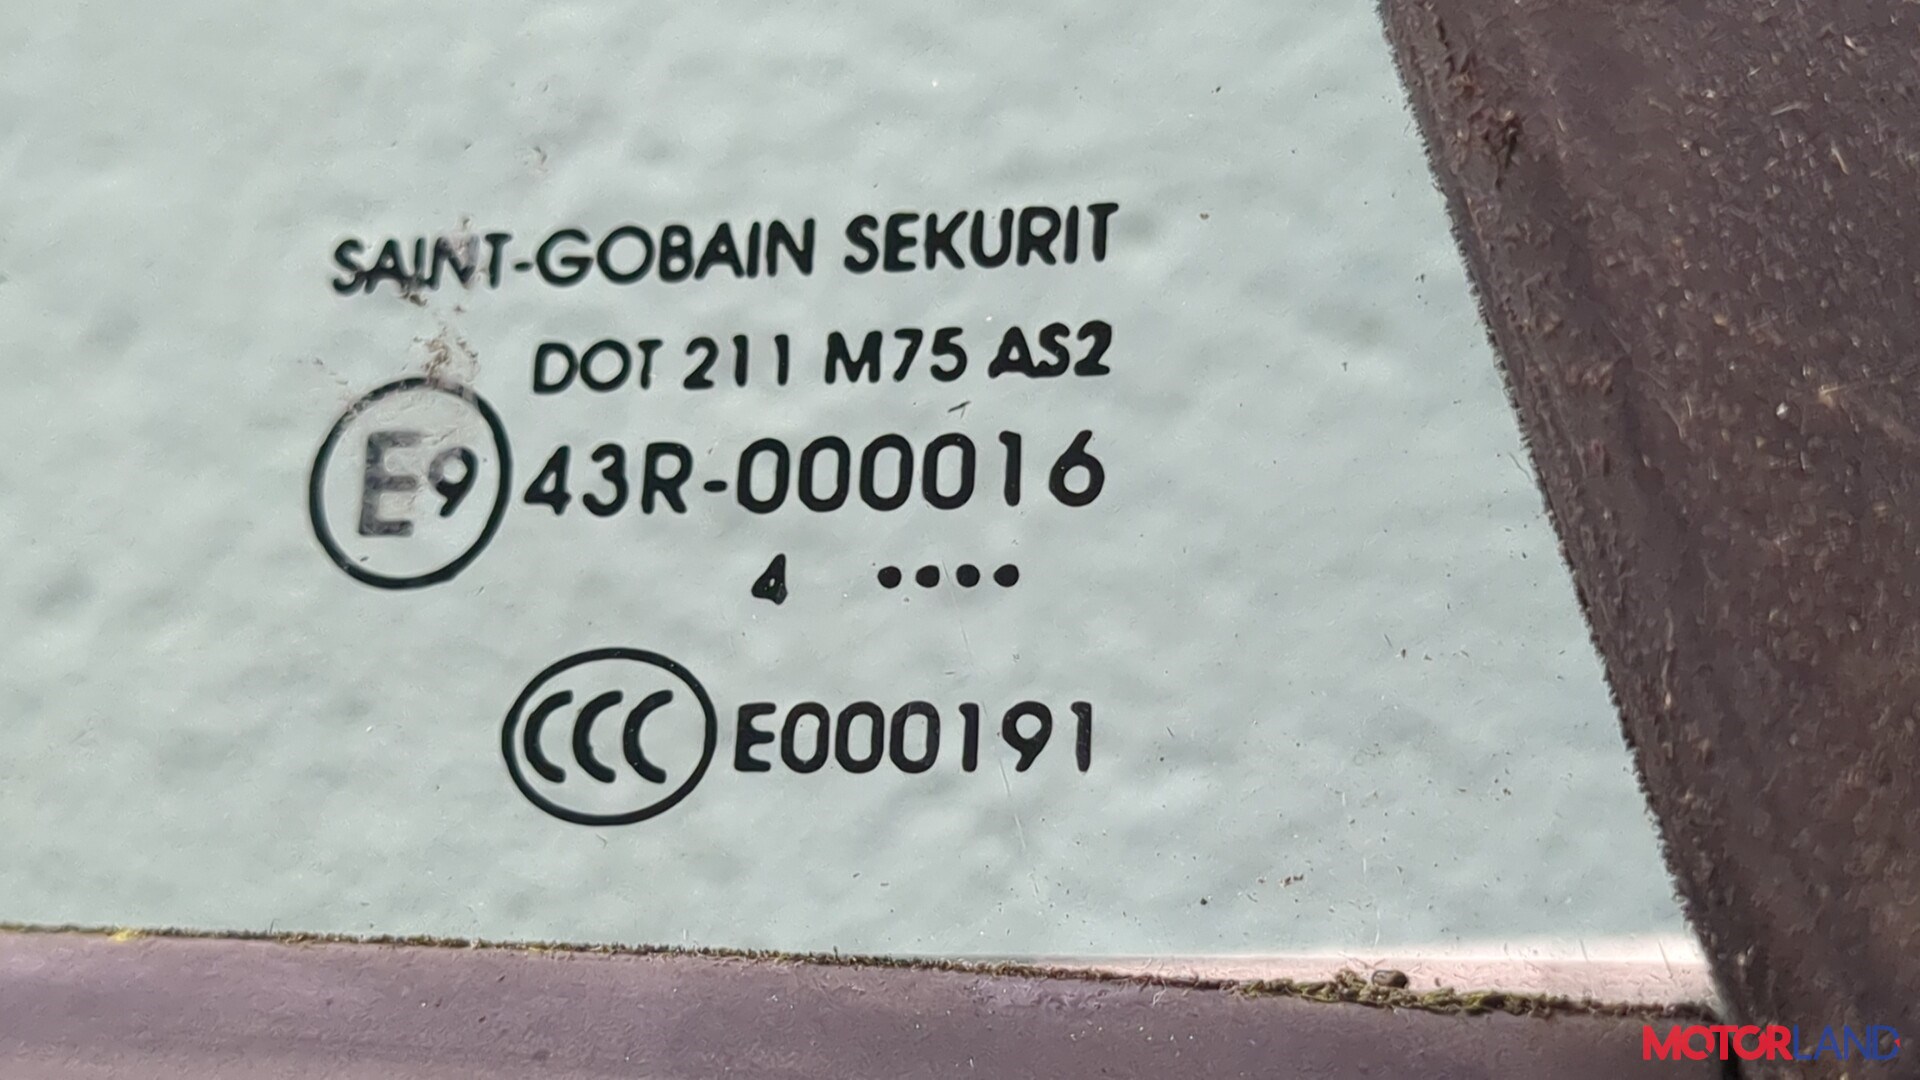 SAINT-GOBAIN SEKURIT
DOT 211 M75 AS2
E9 43R-000016
4 ••••
CCC E000191
MOTORLAND